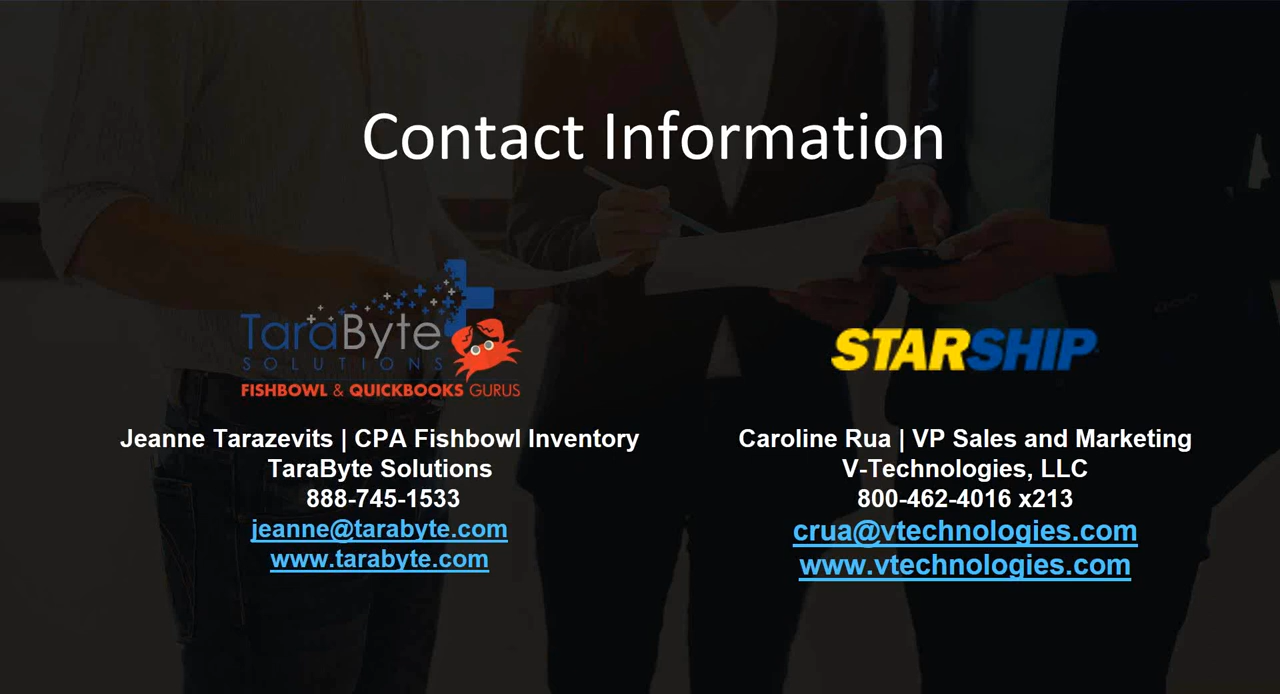 Contact Information
TaraByte
SOLUTIONS
FISHBOWL & QUICKBOOKS GURUS
Jeanne Tarazevits | CPA Fishbowl Inventory
TaraByte Solutions
888-745-1533
jeanne@tarabyte.com
www.tarabyte.com
STARSHIP
Caroline Rua | VP Sales and Marketing
V-Technologies, LLC
800-462-4016 x213
crua@vtechnologies.com
www.vtechnologies.com